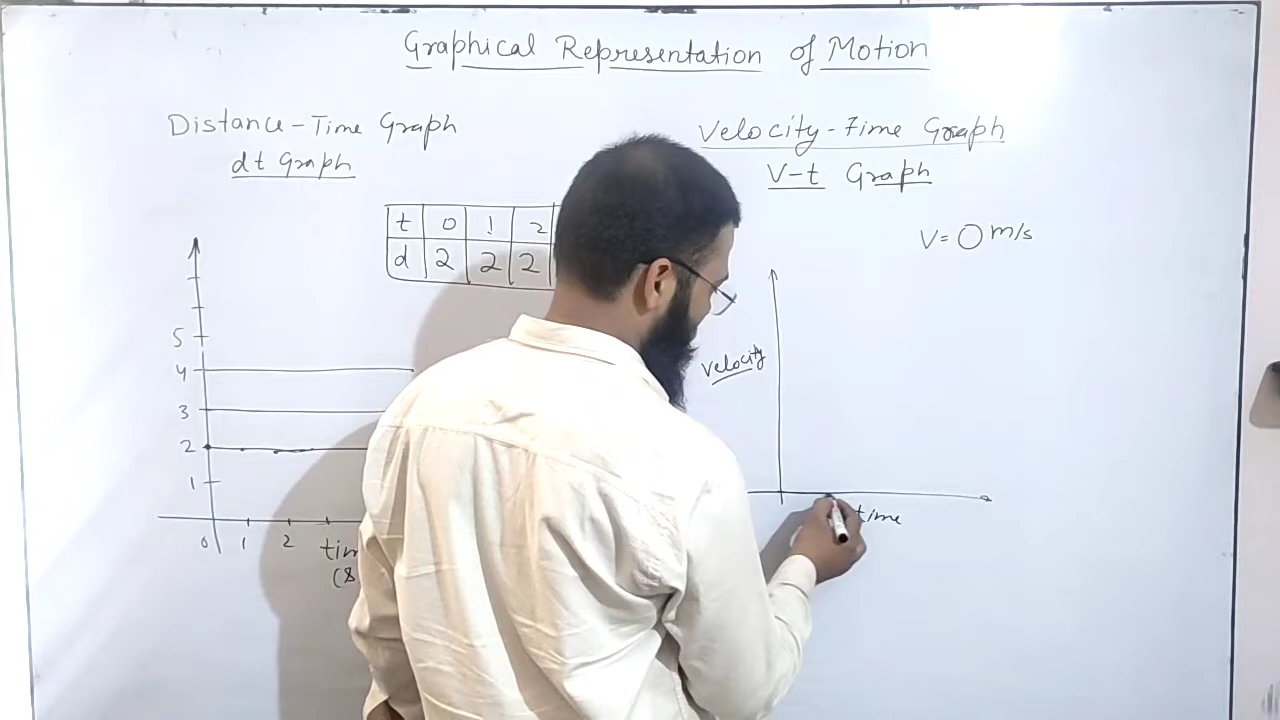 Graphical Representation of Motion
Distance-Time Graph
dt Graph
t 0 1 2
d 2 2 2
5
4
3
2
1
0 1 2
Velocity-Time Graph
V-t Graph
V= 0 m/s
Velocity
time